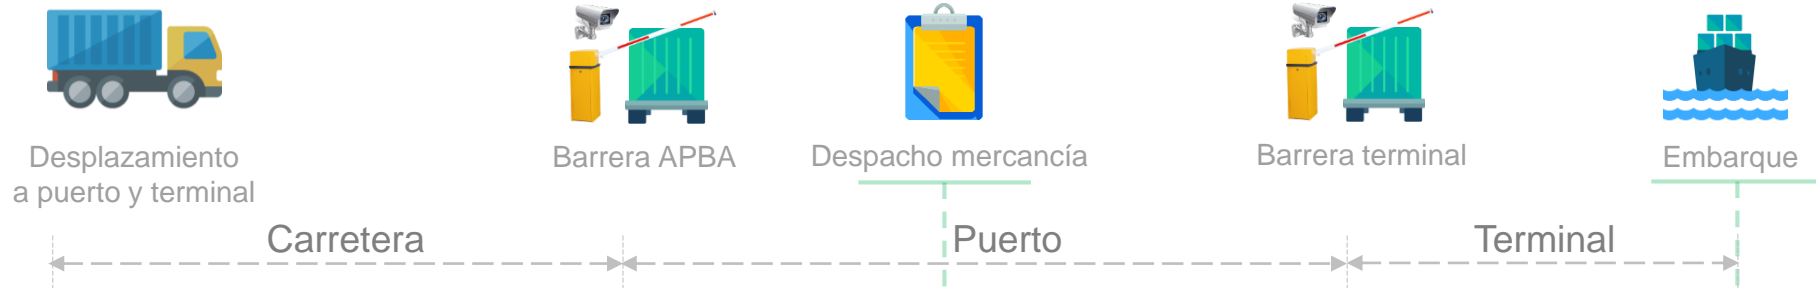 Desplazamiento
a puerto y terminal
Barrera APBA
Despacho mercancía
Barrera terminal
Embarque
Carretera
Puerto
Terminal